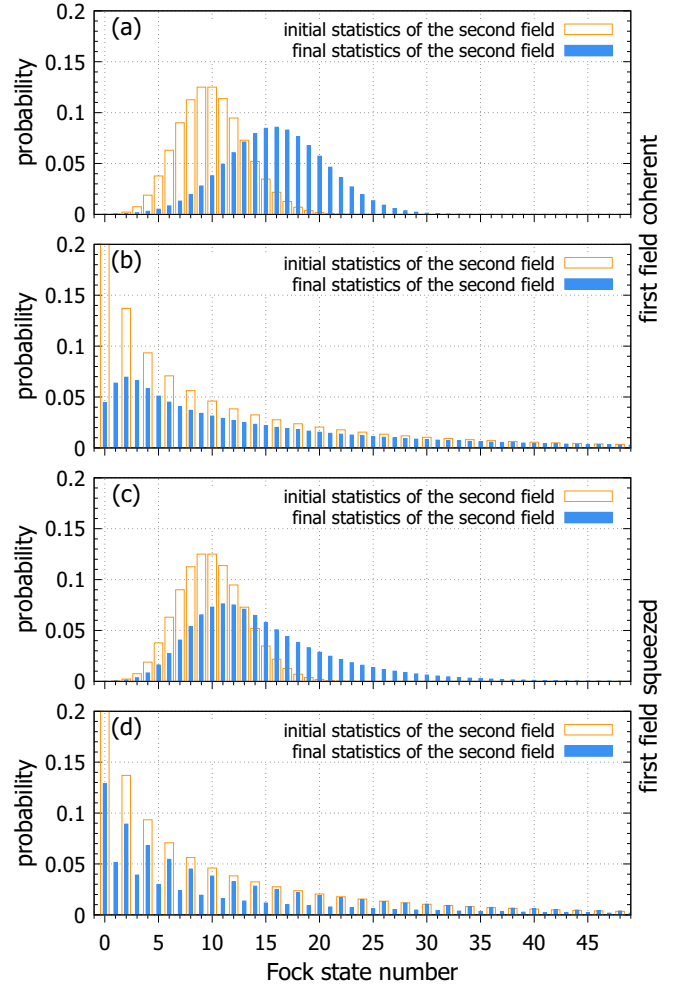 (a)
initial statistics of the second field
final statistics of the second field
probability
0.2
0.15
0.1
0.05
0
(b)
initial statistics of the second field
final statistics of the second field
probability
0.2
0.15
0.1
0.05
0
first field coherent
(c)
initial statistics of the second field
final statistics of the second field
probability
0.2
0.15
0.1
0.05
0
(d)
initial statistics of the second field
final statistics of the second field
probability
0.2
0.15
0.1
0.05
0
first field squeezed
0 5 10 15 20 25 30 35 40 45
Fock state number